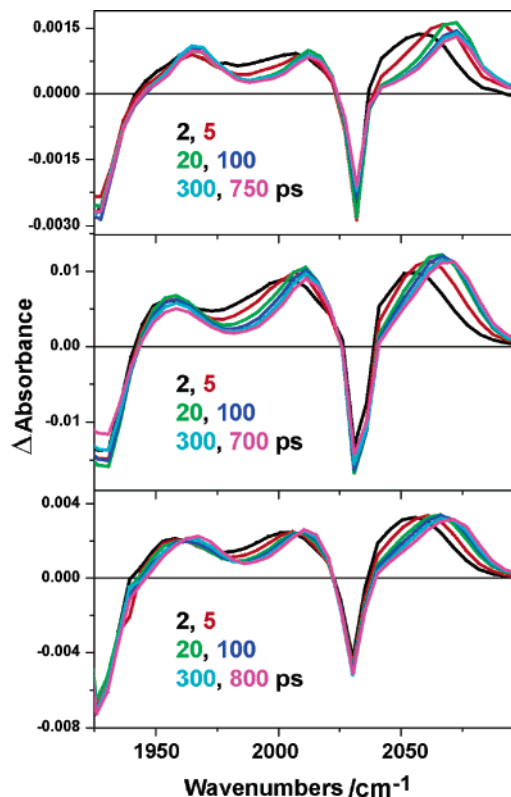 0.0015
0.0000
-0.0015
-0.0030
2, 5
20, 100
300, 750 ps
0.01
0.00
-0.01
2, 5
20, 100
300, 700 ps
0.004
0.000
-0.004
-0.008
2, 5
20, 100
300, 800 ps
Δ Absorbance
1950 2000 2050
Wavenumbers /cm⁻¹